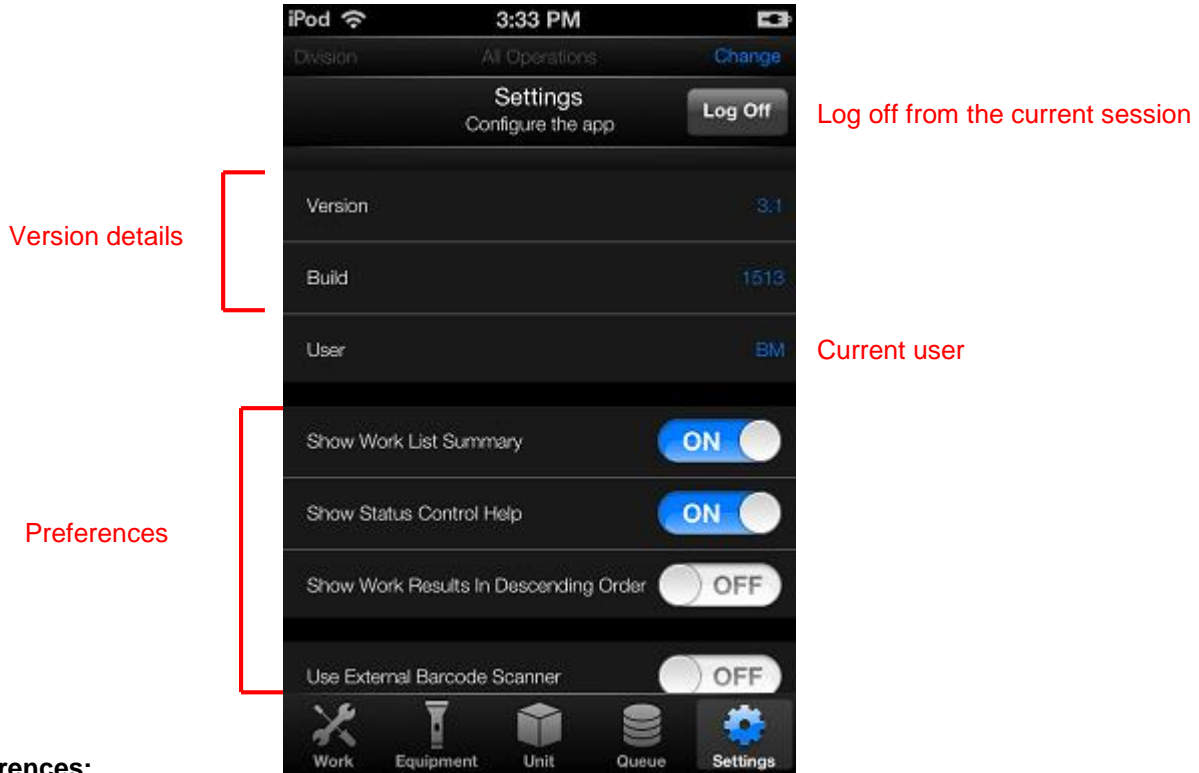 iPod 3:33 PM
Division All Operations Change
Settings
Configure the app
Log Off
Log off from the current session
Version details
Version 3.1
Build 1513
User BM
Current user
Preferences
Show Work List Summary ON
Show Status Control Help ON
Show Work Results In Descending Order OFF
Use External Barcode Scanner OFF
Work Equipment Unit Queue Settings
rences: